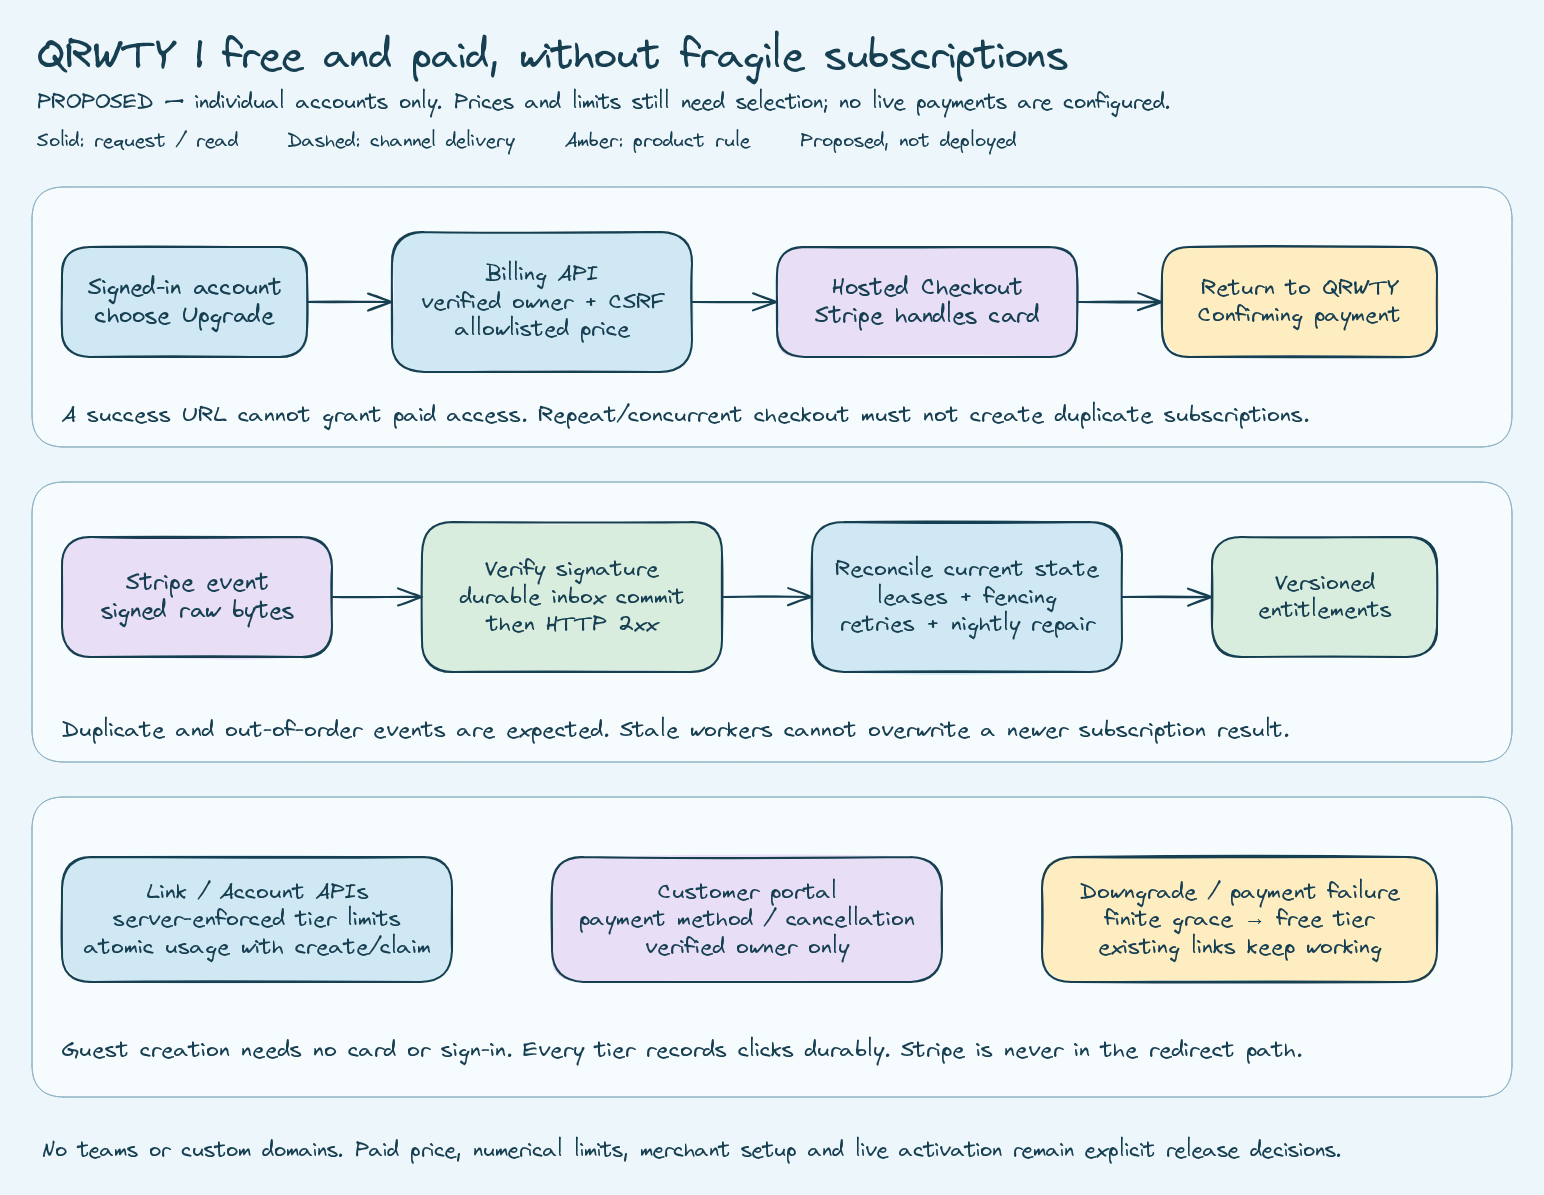 QRWTY | free and paid, without fragile subscriptions
PROPOSED — individual accounts only. Prices and limits still need selection; no live payments are configured.
Solid: request / read Dashed: channel delivery Amber: product rule Proposed, not deployed
Signed-in account
choose Upgrade
Billing API
verified owner + CSRF
allowlisted price
Hosted Checkout
Stripe handles card
Return to QRWTY
Confirming payment
A success URL cannot grant paid access. Repeat/concurrent checkout must not create duplicate subscriptions.
Stripe event
signed raw bytes
Verify signature
durable inbox commit
then HTTP 2xx
Reconcile current state
leases + fencing
retries + nightly repair
Versioned
entitlements
Duplicate and out-of-order events are expected. Stale workers cannot overwrite a newer subscription result.
Link / Account APIs
server-enforced tier limits
atomic usage with create/claim
Customer portal
payment method / cancellation
verified owner only
Downgrade / payment failure
finite grace → free tier
existing links keep working
Guest creation needs no card or sign-in. Every tier records clicks durably. Stripe is never in the redirect path.
No teams or custom domains. Paid price, numerical limits, merchant setup and live activation remain explicit release decisions.